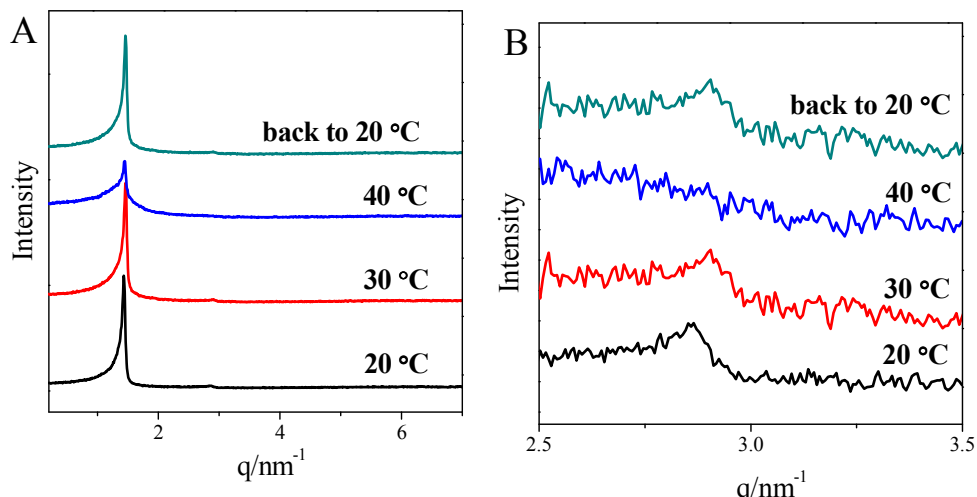 A
Intensity
back to 20 °C
40 °C
30 °C
20 °C
2
4
6
q/nm-1
B
Intensity
back to 20 °C
40 °C
30 °C
20 °C
2.5
3.0
3.5
q/nm-1